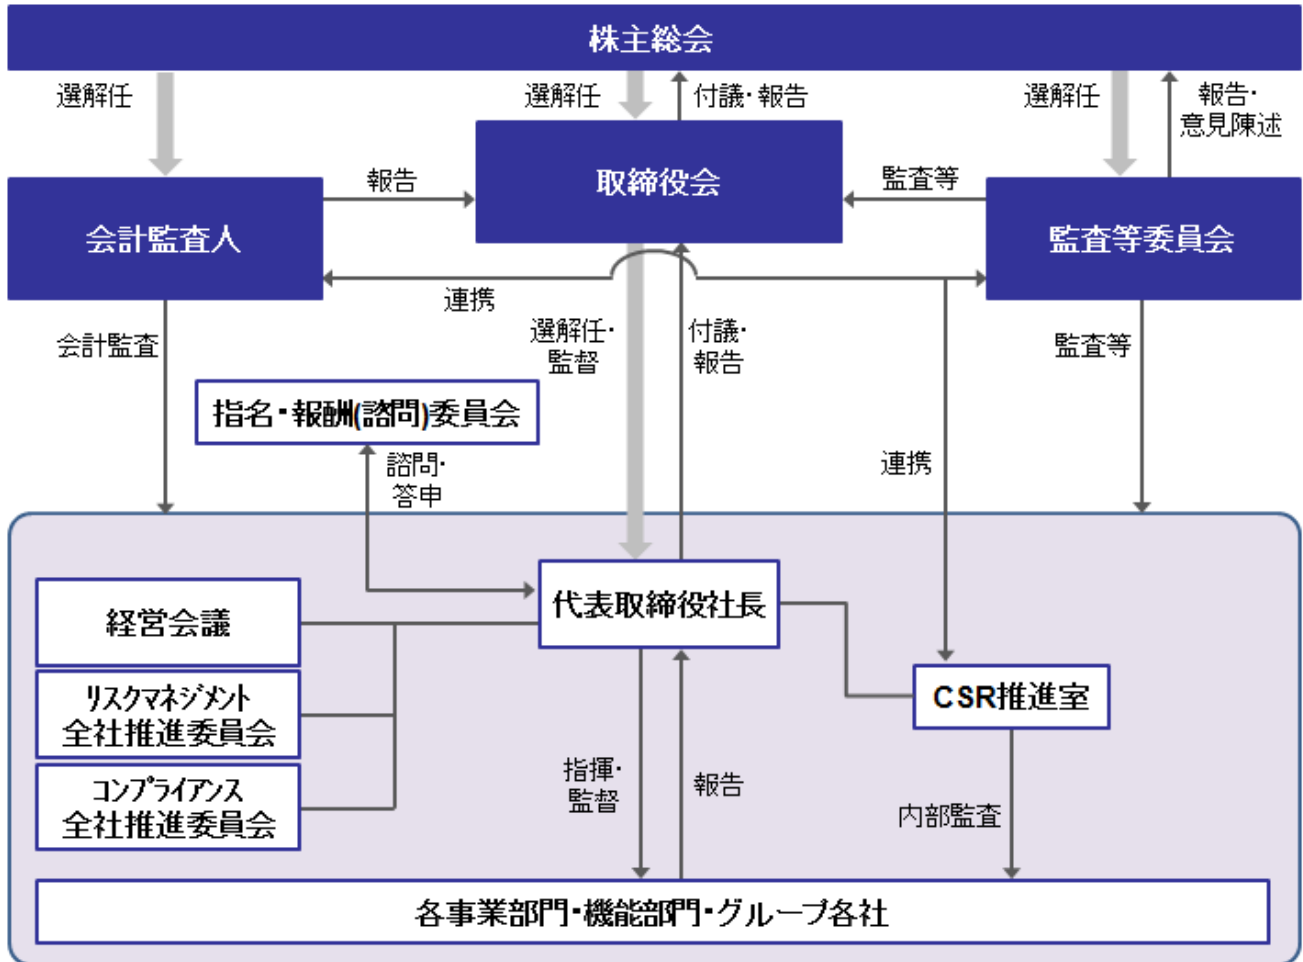 株主総会
選解任
選解任
付議・報告
選解任
報告・
意見陳述
会計監査人
報告
取締役会
監査等
監査等委員会
連携
会計監査
選解任・
監督
付議・
報告
監査等
指名・報酬(諮問)委員会
諮問・
答申
連携
経営会議
代表取締役社長
リスクマネジメント
全社推進委員会
CSR推進室
コンプライアンス
全社推進委員会
指揮・
監督
報告
内部監査
各事業部門・機能部門・グループ各社